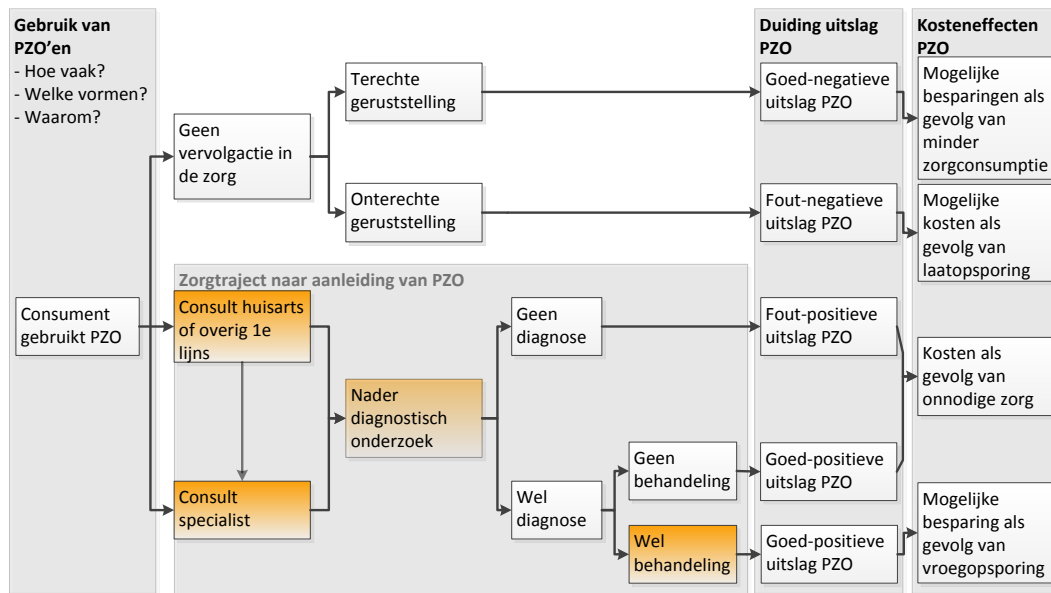 Gebruik van
PZO'en
- Hoe vaak?
- Welke vormen?
- Waarom?
Duiding uitslag
PZO
Kosteneffecten
PZO
Terechte
geruststelling
Goed-negatieve
uitslag PZO
Mogelijke
besparingen als
gevolg van
minder
zorgconsumptie
Geen
vervolgactie in
de zorg
Onterechte
geruststelling
Fout-negatieve
uitslag PZO
Mogelijke
kosten als
gevolg van
laatopsporing
Zorgtraject naar aanleiding van PZO
Consument
gebruikt PZO
Consult huisarts
of overig 1e
lijns
Geen
diagnose
Fout-positieve
uitslag PZO
Kosten als
gevolg van
onnodige zorg
Nader
diagnostisch
onderzoek
Geen
behandeling
Goed-positieve
uitslag PZO
Consult
specialist
Wel
diagnose
Wel
behandeling
Goed-positieve
uitslag PZO
Mogelijke
besparing als
gevolg van
vroegopsporing